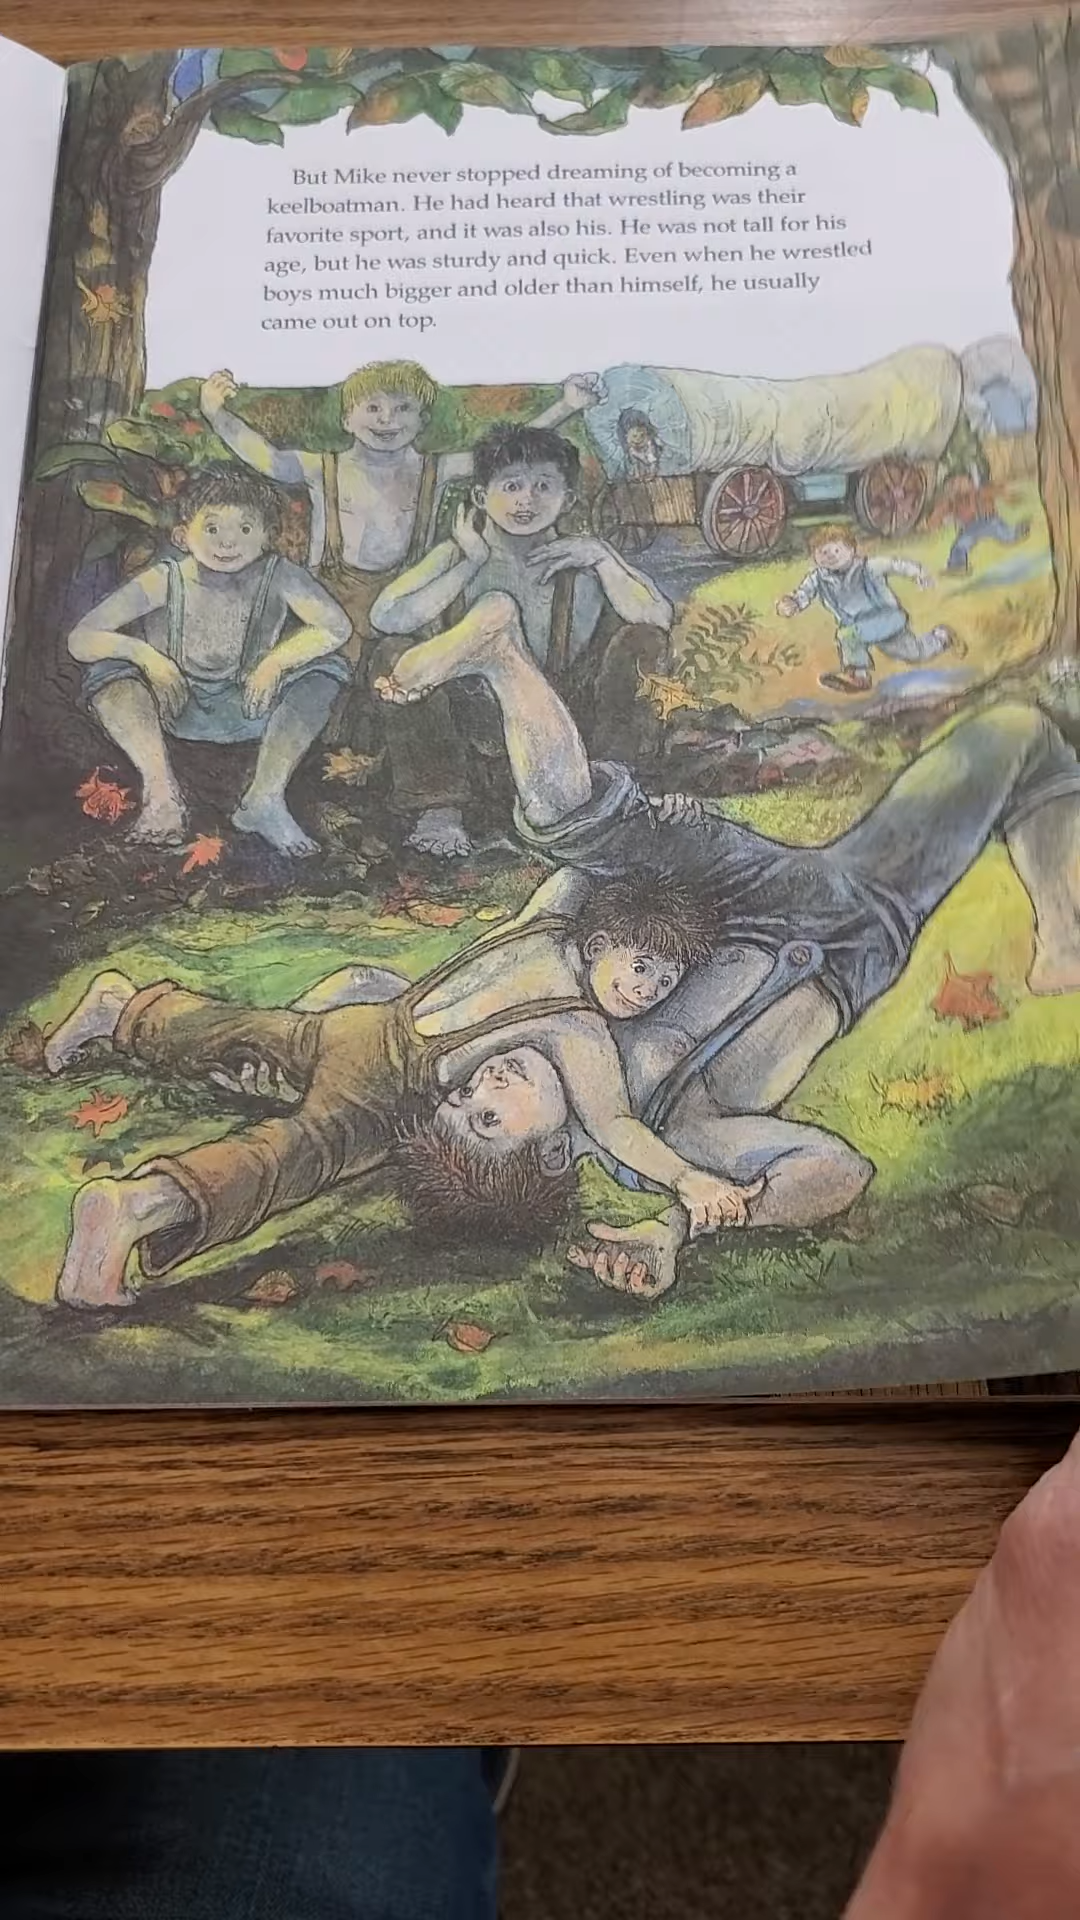 But Mike never stopped dreaming of becoming a
keelboatman. He had heard that wrestling was their
favorite sport, and it was also his. He was not tall for his
age, but he was sturdy and quick. Even when he wrestled
boys much bigger and older than himself, he usually
came out on top.